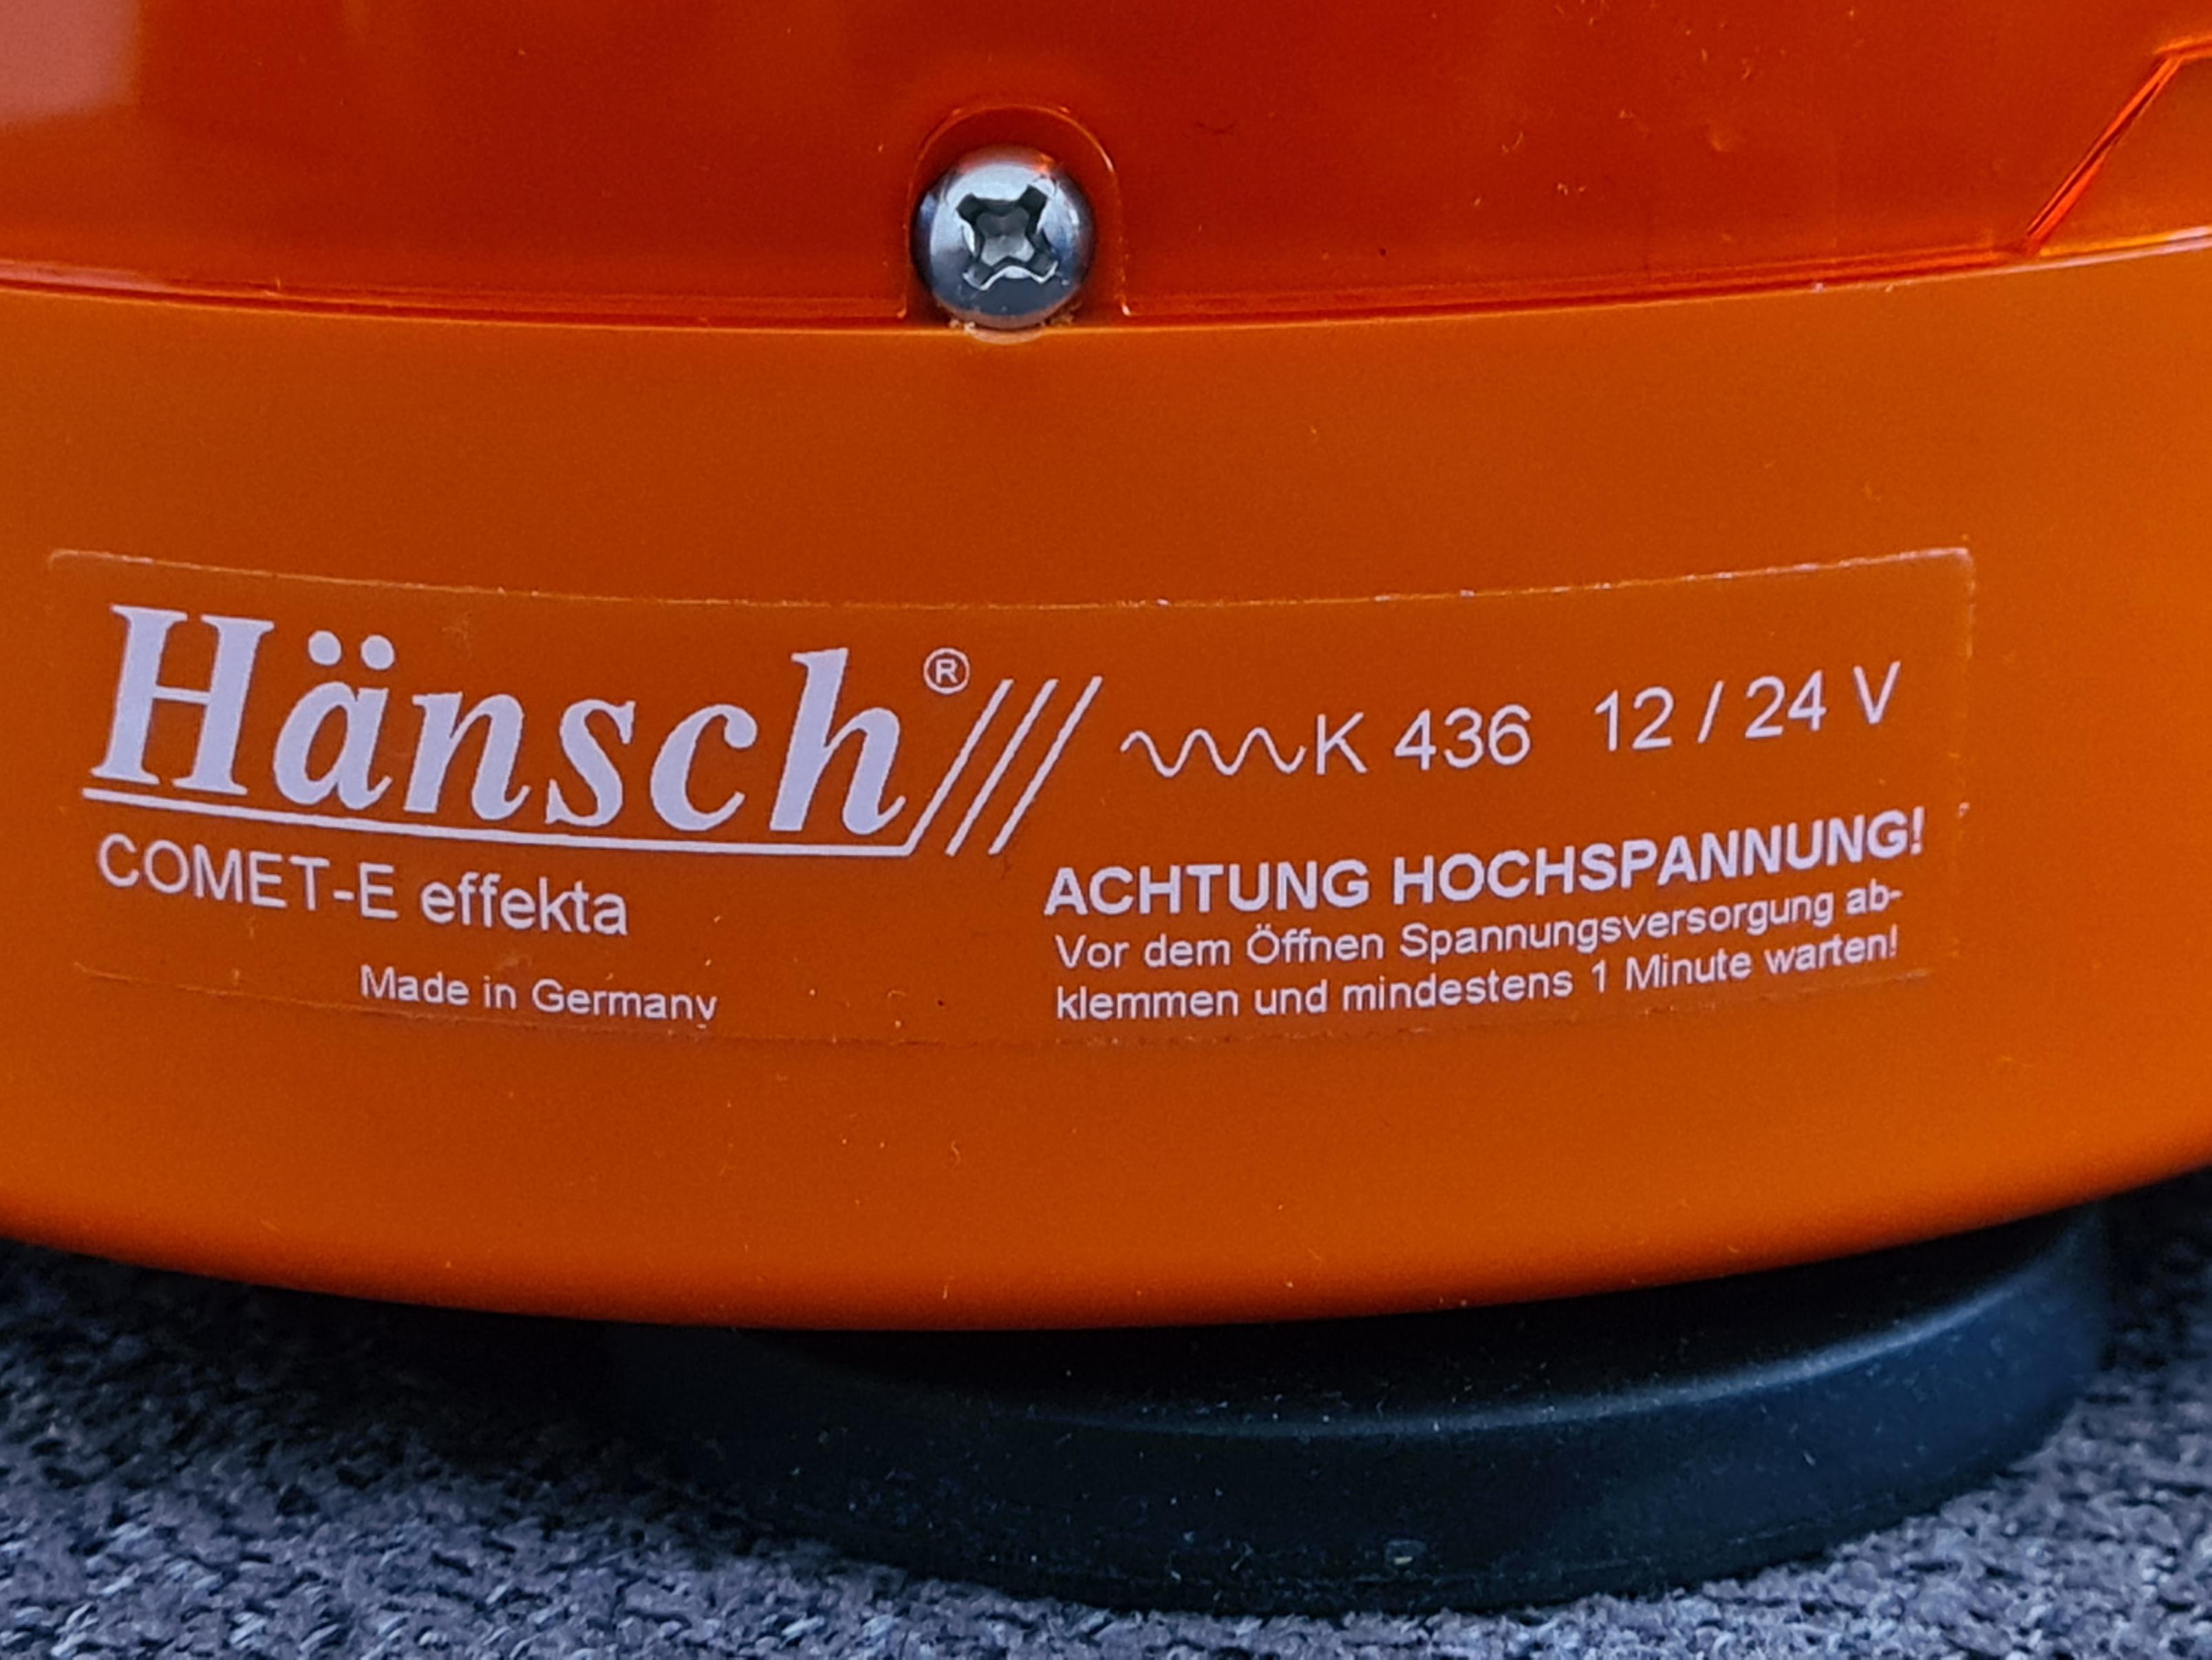 Hänsch®
K 436 12 / 24 V
COMET-E effekta
Made in Germany
ACHTUNG HOCHSPANNUNG!
Vor dem Öffnen Spannungsversorgung ab-
klemmen und mindestens 1 Minute warten!